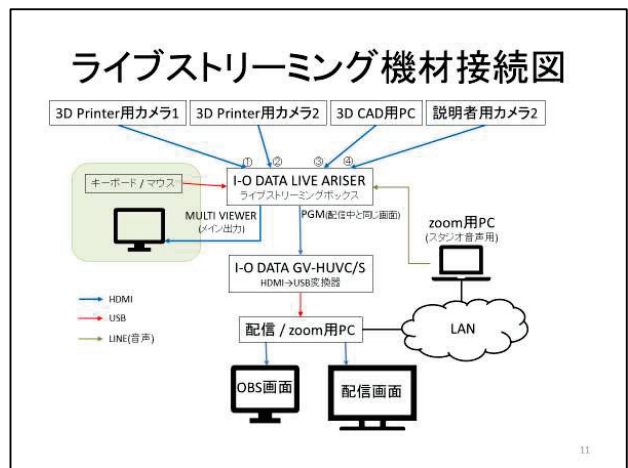 ライブストリーミング機材接続図
3D Printer用カメラ1
3D Printer用カメラ2
3D CAD用PC
説明者用カメラ2
① ② ③ ④
キーボード / マウス
I-O DATA LIVE ARISER
ライブストリーミングボックス
MULTI VIEWER
(メイン出力)
PGM(配信中と同じ画面)
zoom用PC
(スタジオ音声用)
I-O DATA GV-HUVC/S
HDMI→USB変換器
HDMI
USB
LINE(音声)
配信 / zoom用PC
LAN
OBS画面
配信画面
11